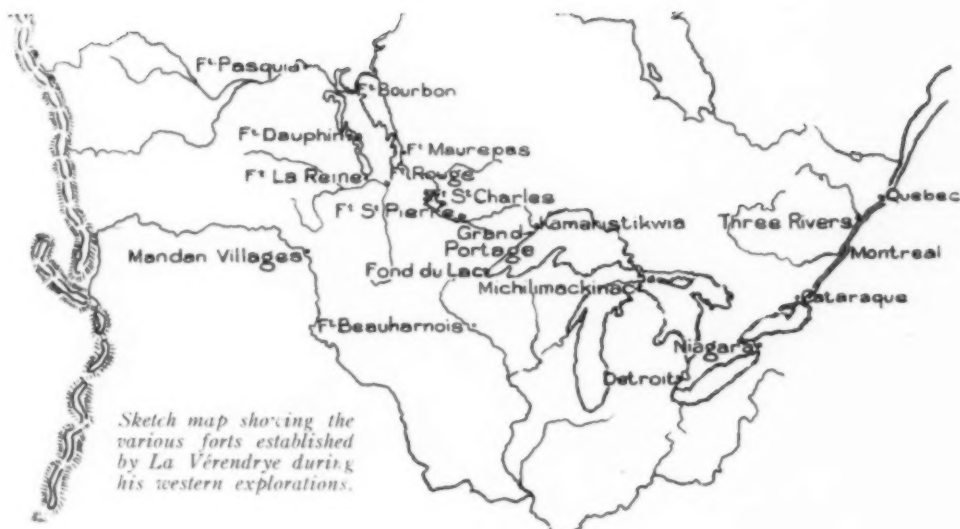 Ft Pasquia
Ft Bourbon
Ft Dauphin
Ft Maurepas
Ft La Reine
Ft Rouge
Ft St Charles
Ft St Pierre
Quebec
Three Rivers
Kamakistikwia
Grand
Portage
Montreal
Mandan Villages
Fond du Lac
Michilimackinac
Cataraque
Ft Beauharnois
Niagara
Detroit
Sketch map showing the
various forts established
by La Vérendrye during
his western explorations.